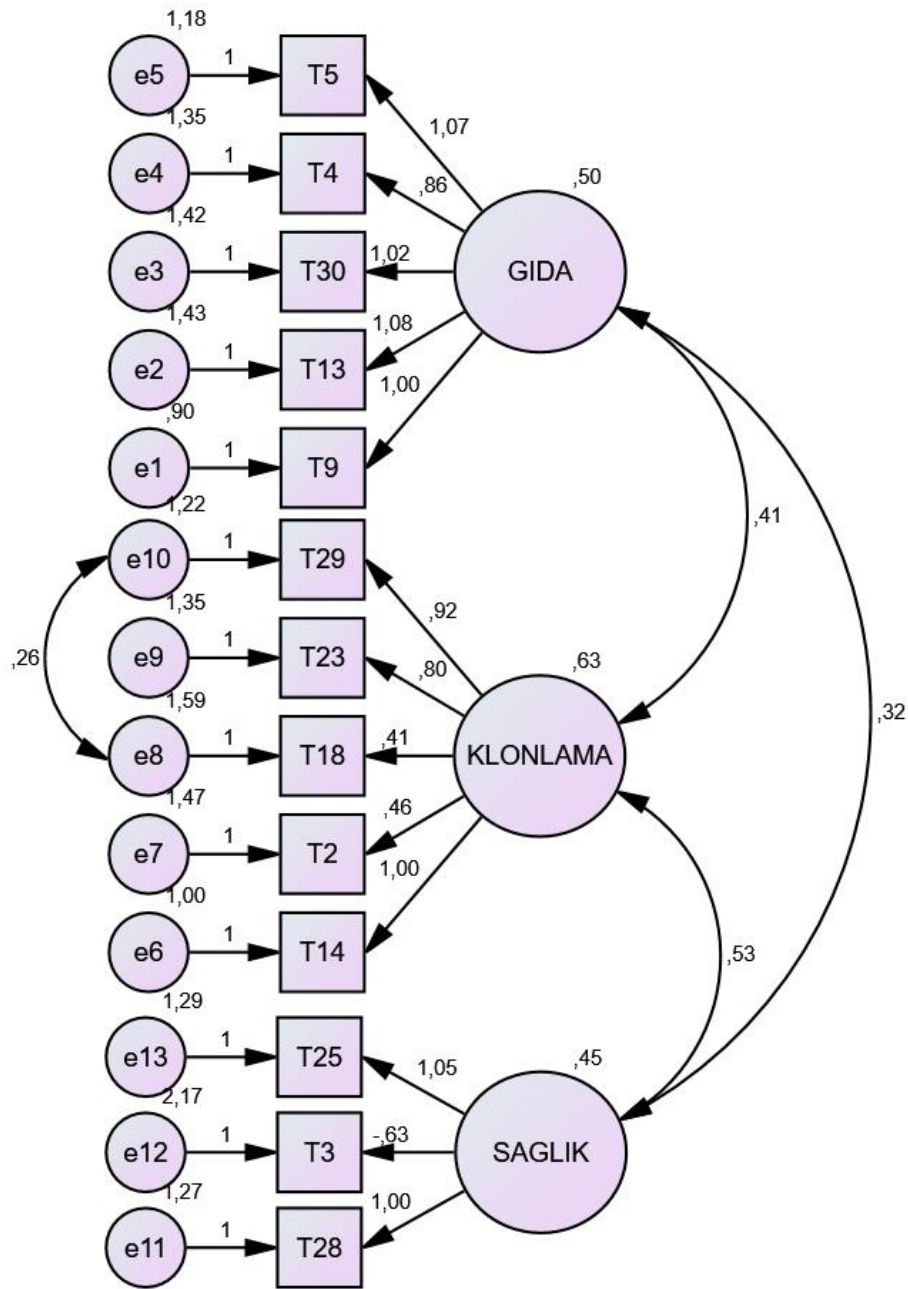 1,18
e5 1 T5
1,07
1,35
e4 1 T4
,86
,50
1,42
e3 1 T30 1,02 GIDA
1,43
1,08
e2 1 T13
1,00
,90
e1 1 T9
1,22
,41
e10 1 T29
1,35
,92
,26
e9 1 T23
,80
,63
1,59
,32
e8 1 T18 ,41 KLONLAMA
1,47
,46
e7 1 T2
1,00
1,00
e6 1 T14
,53
1,29
e13 1 T25
1,05
,45
2,17
e12 1 T3 -,63 SAGLIK
1,27
1,00
e11 1 T28